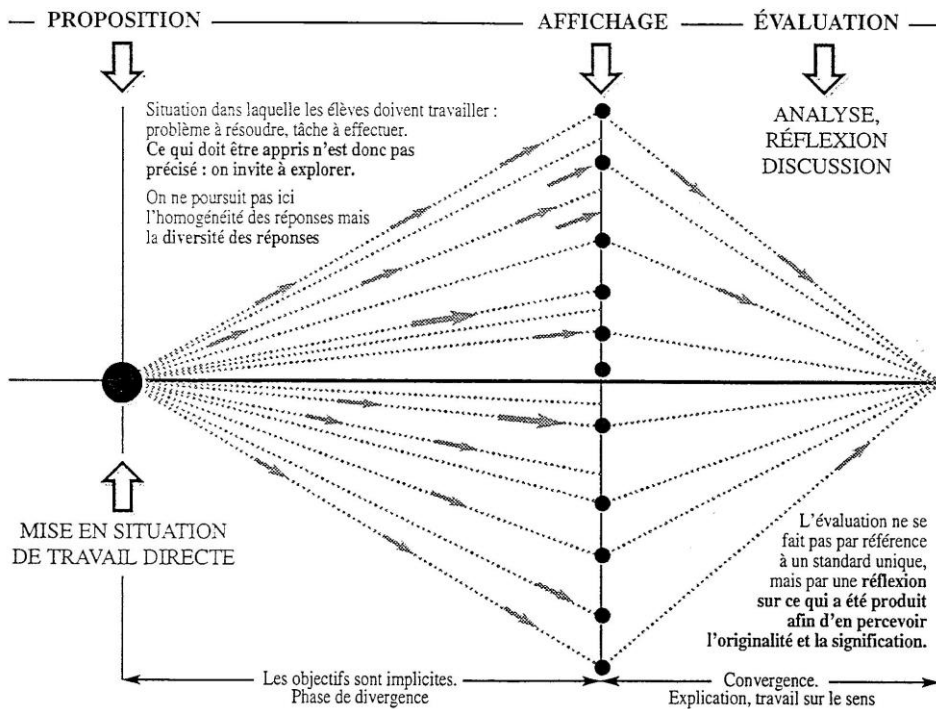 PROPOSITION
AFFICHAGE
ÉVALUATION
Situation dans laquelle les élèves doivent travailler :
problème à résoudre, tâche à effectuer.
Ce qui doit être appris n'est donc pas
précisé : on invite à explorer.
On ne poursuit pas ici
l'homogénéité des réponses mais
la diversité des réponses
ANALYSE,
RÉFLEXION
DISCUSSION
MISE EN SITUATION
DE TRAVAIL DIRECTE
L'évaluation ne se
fait pas par référence
à un standard unique,
mais par une réflexion
sur ce qui a été produit
afin d'en percevoir
l'originalité et la signification.
Les objectifs sont implicites.
Phase de divergence
Convergence.
Explication, travail sur le sens